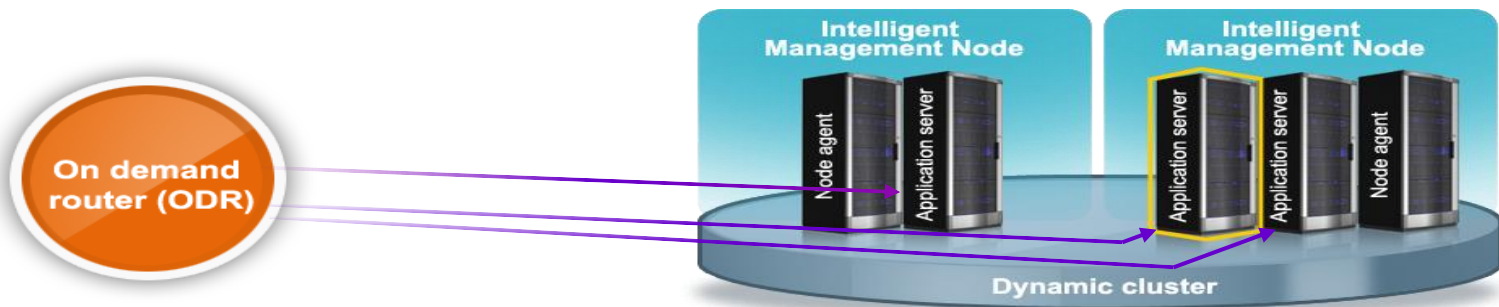 On demand
router (ODR)
Intelligent
Management Node
Node agent
Application server
Intelligent
Management Node
Application server
Application server
Node agent
Dynamic cluster